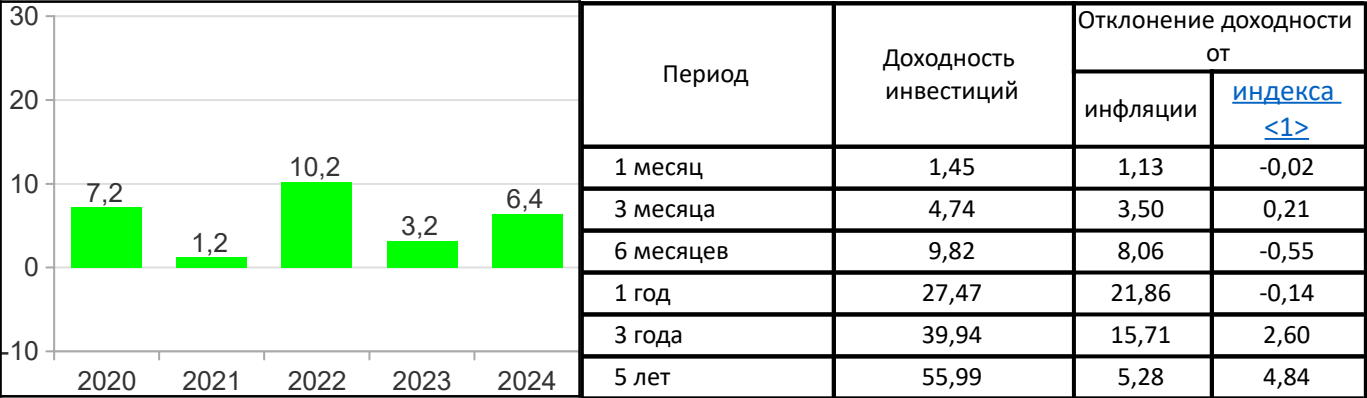 30
20
10
0
-10
7,2
1,2
10,2
3,2
6,4
2020 2021 2022 2023 2024
Период
Доходность
инвестиций
Отклонение доходности
от
инфляции
индекса
<1>
1 месяц 1,45 1,13 -0,02
3 месяца 4,74 3,50 0,21
6 месяцев 9,82 8,06 -0,55
1 год 27,47 21,86 -0,14
3 года 39,94 15,71 2,60
5 лет 55,99 5,28 4,84